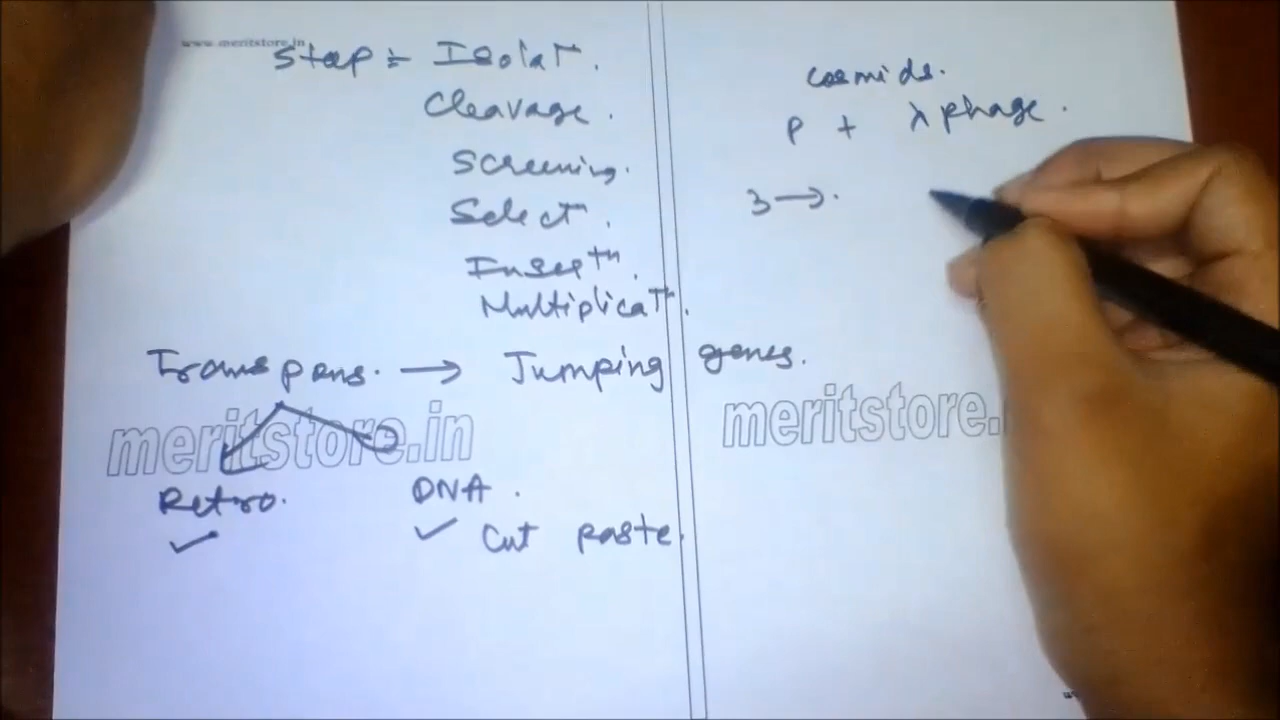 www.meritstore.in
Step :- Isolatn.
Cleavage.
Screening.
Selectn.
Insertn.
Multiplicatn.
Transpons. → Jumping genes.
meritstore.in
Retro.
DNA.
✓
✓ Cut paste.
cosmids.
P + λ phage.
3 → .
meritstore.